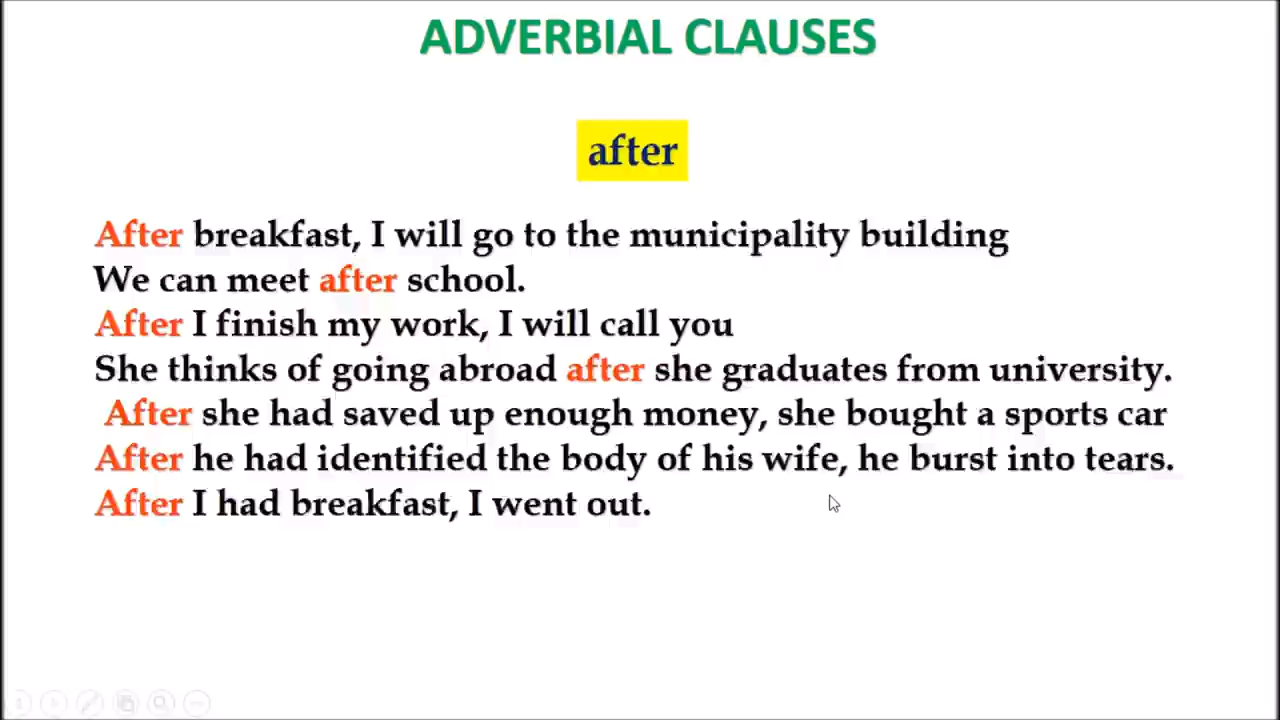 ADVERBIAL CLAUSES
after
After breakfast, I will go to the municipality building
We can meet after school.
After I finish my work, I will call you
She thinks of going abroad after she graduates from university.
After she had saved up enough money, she bought a sports car
After he had identified the body of his wife, he burst into tears.
After I had breakfast, I went out.